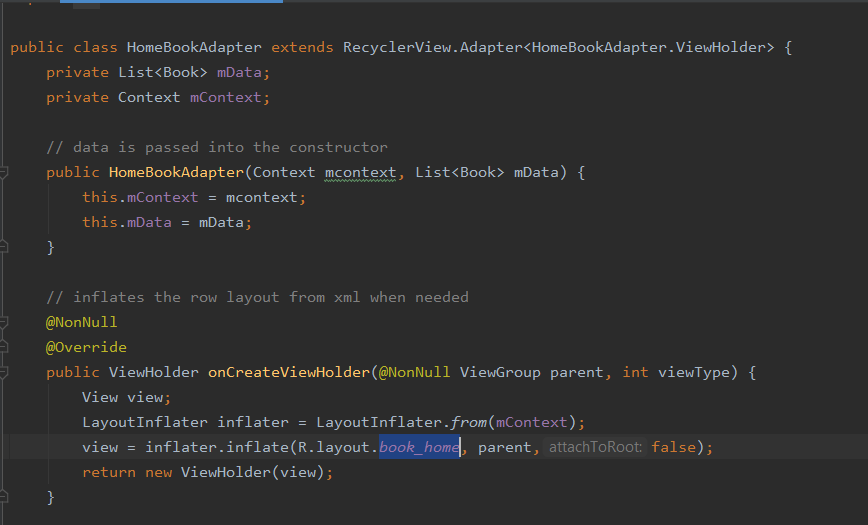 public class HomeBookAdapter extends RecyclerView.Adapter<HomeBookAdapter.ViewHolder> {
    private List<Book> mData;
    private Context mContext;

    // data is passed into the constructor
    public HomeBookAdapter(Context mcontext, List<Book> mData) {
        this.mContext = mcontext;
        this.mData = mData;
    }

    // inflates the row layout from xml when needed
    @NonNull
    @Override
    public ViewHolder onCreateViewHolder(@NonNull ViewGroup parent, int viewType) {
        View view;
        LayoutInflater inflater = LayoutInflater.from(mContext);
        view = inflater.inflate(R.layout.book_home, parent, attachToRoot: false);
        return new ViewHolder(view);
    }